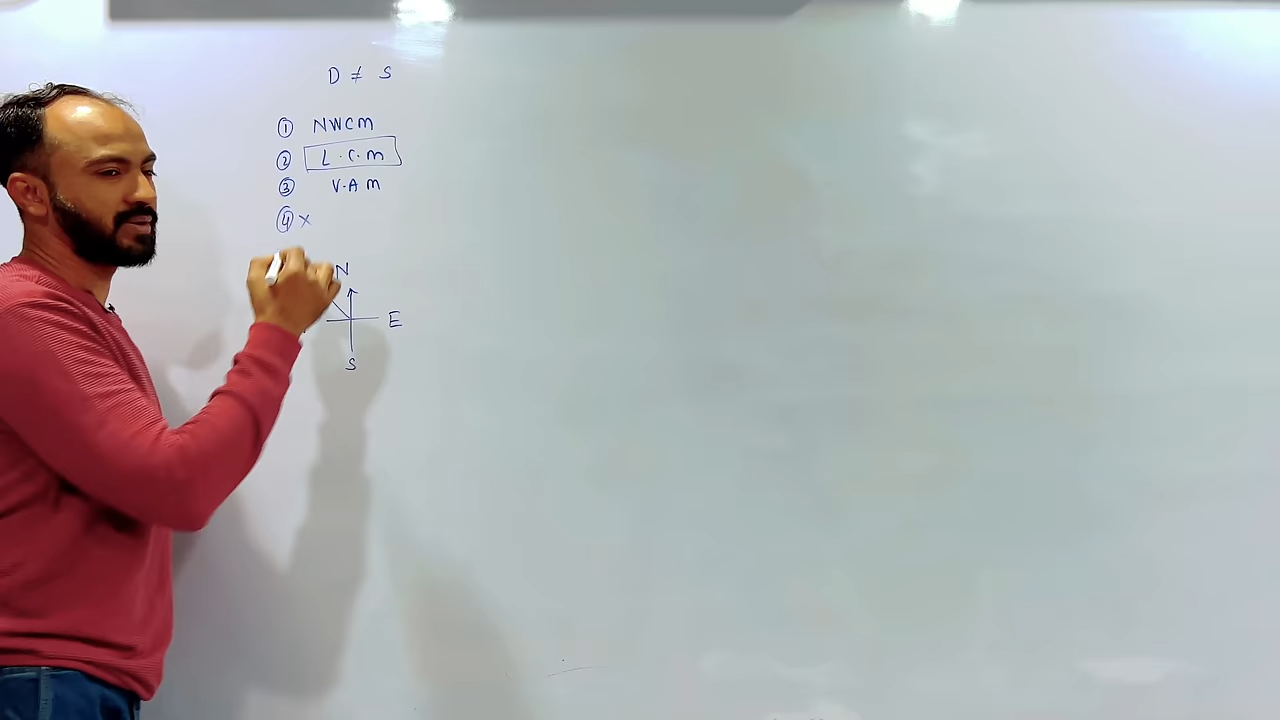 D ≠ S
① NWCM
② L.C.M
③ V.A M
④ ×
N
E
S